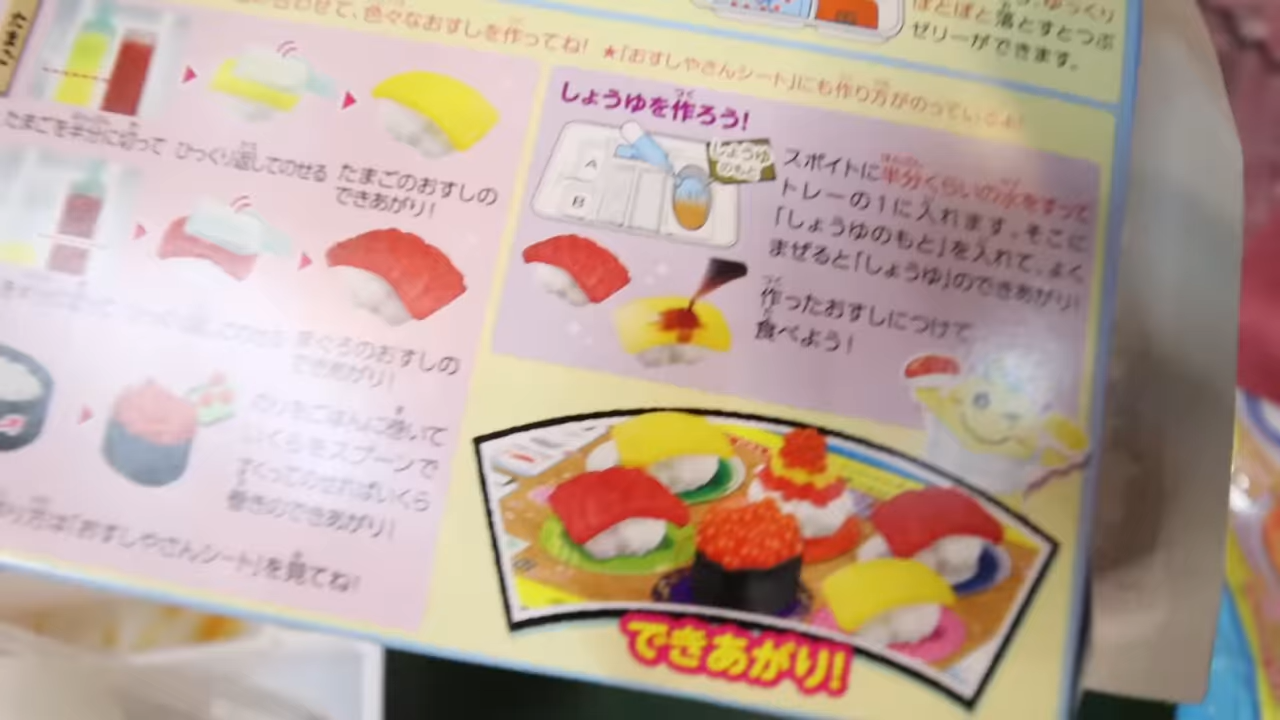 色々なおすしを作ってね! ★「おすしやさんシート」にも作り方がのっているよ!
ぽとぽと落とすとつぶ
ゼリーができます。
たまごを半分に切って
ひっくり返してのせる
たまごのおすしの
できあがり!
まぐろのおすしの
できあがり!
のりをごはんに巻いて
いくらをスプーンで
すくってのせればいくら
巻きのできあがり!
り方は「おすしやさんシート」を見てね!
しょうゆを作ろう!
A
B
しょうゆ
のもと
スポイトに半分くらいの水をすって
トレーの1に入れます。そこに
「しょうゆのもと」を入れて、よく
まぜると「しょうゆ」のできあがり!
作ったおすしにつけて
食べよう!
できあがり!